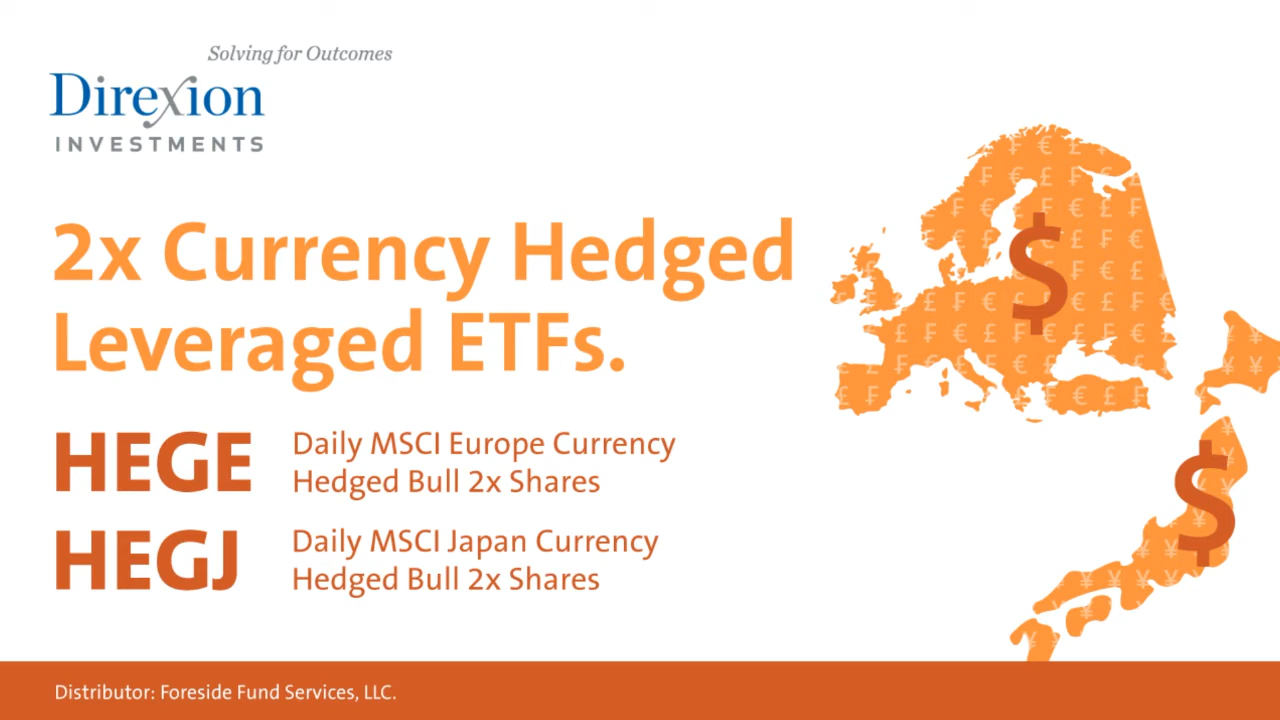 Solving for Outcomes
Direxion
INVESTMENTS
2x Currency Hedged
Leveraged ETFs.
HEGE
Daily MSCI Europe Currency
Hedged Bull 2x Shares
HEGJ
Daily MSCI Japan Currency
Hedged Bull 2x Shares
$
$
Distributor: Foreside Fund Services, LLC.